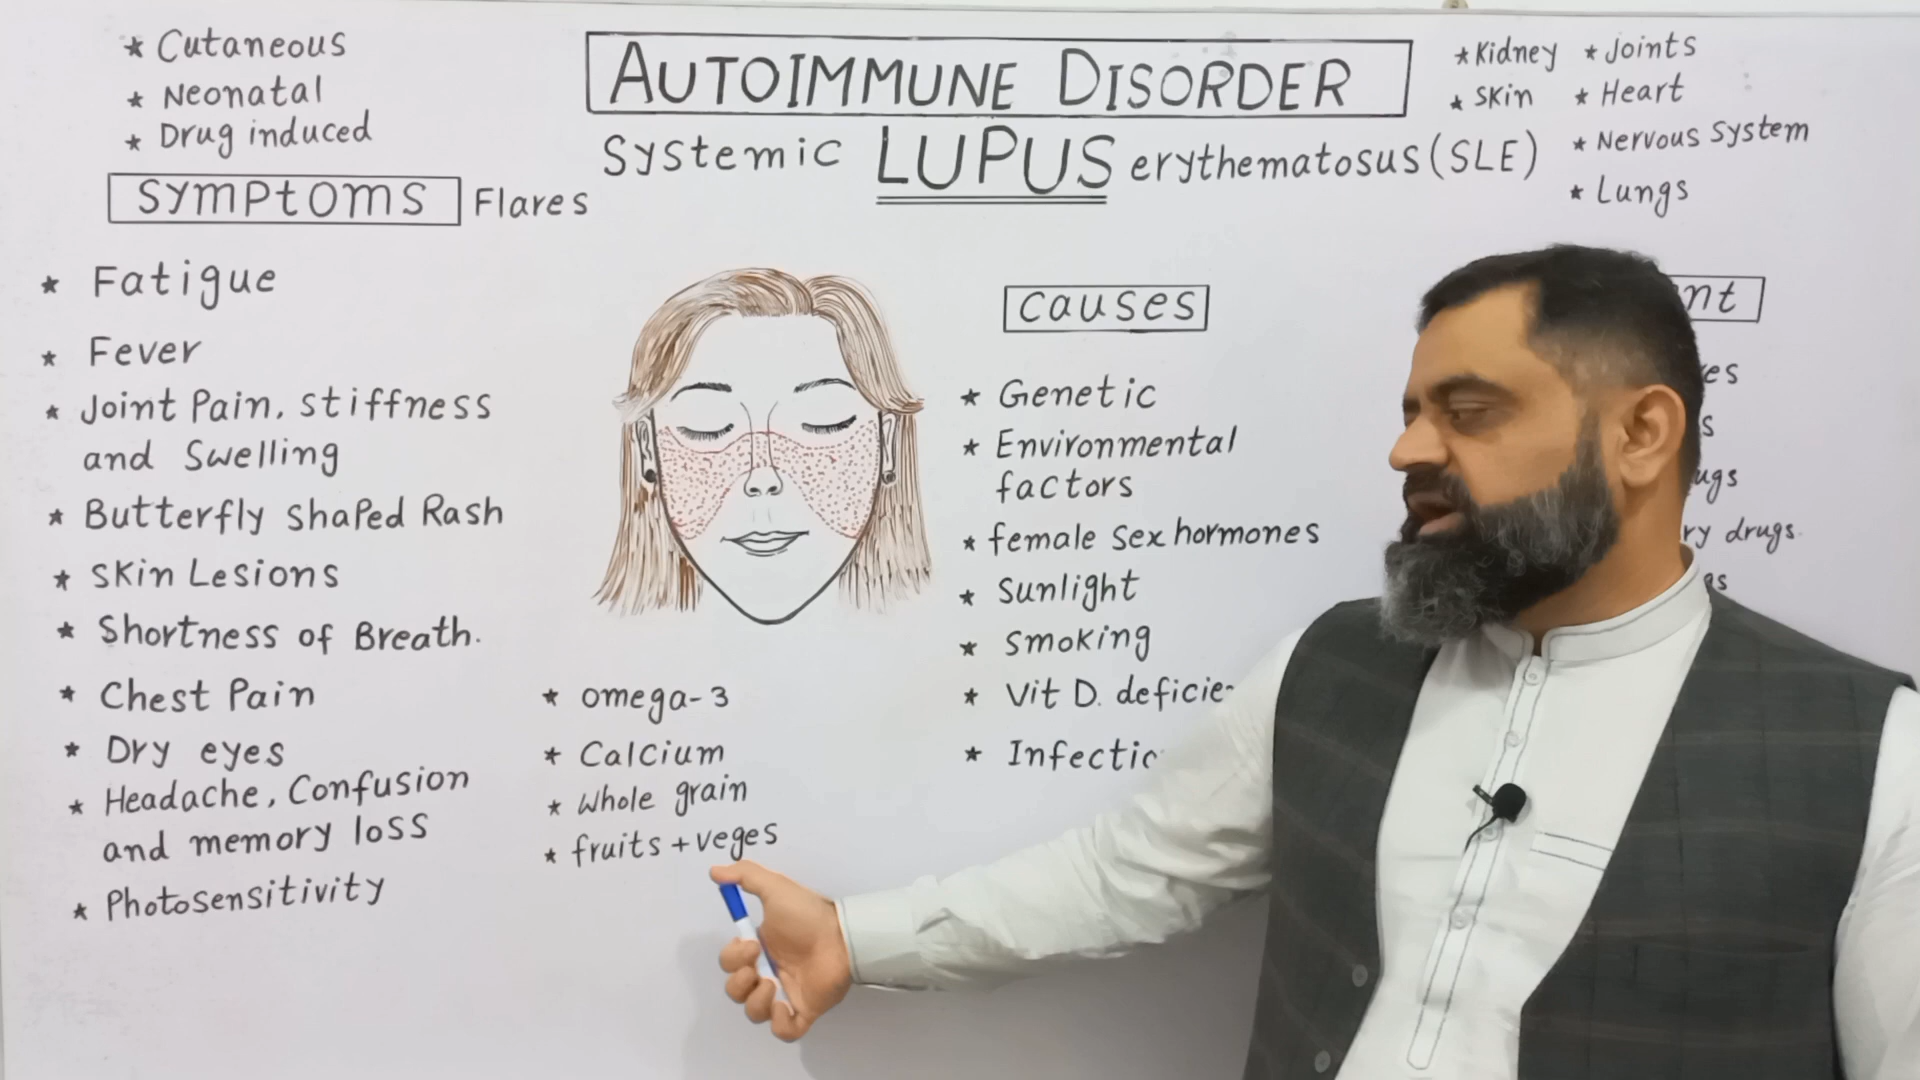 * Cutaneous
* Neonatal
* Drug induced
AUTOIMMUNE DISORDER
Systemic LUPUS erythematosus (SLE)
* Kidney * Joints
* Skin * Heart
* Nervous System
* Lungs
Symptoms Flares
* Fatigue
* Fever
* Joint Pain, Stiffness
and Swelling
* Butterfly Shaped Rash
* Skin Lesions
* Shortness of Breath.
* Chest Pain
* Dry eyes
* Headache, Confusion
and memory loss
* Photosensitivity
* Omega-3
* Calcium
* Whole grain
* fruits + veges
Causes
* Genetic
* Environmental
factors
* female Sex hormones
* Sunlight
* Smoking
* Vit D.
drugs.